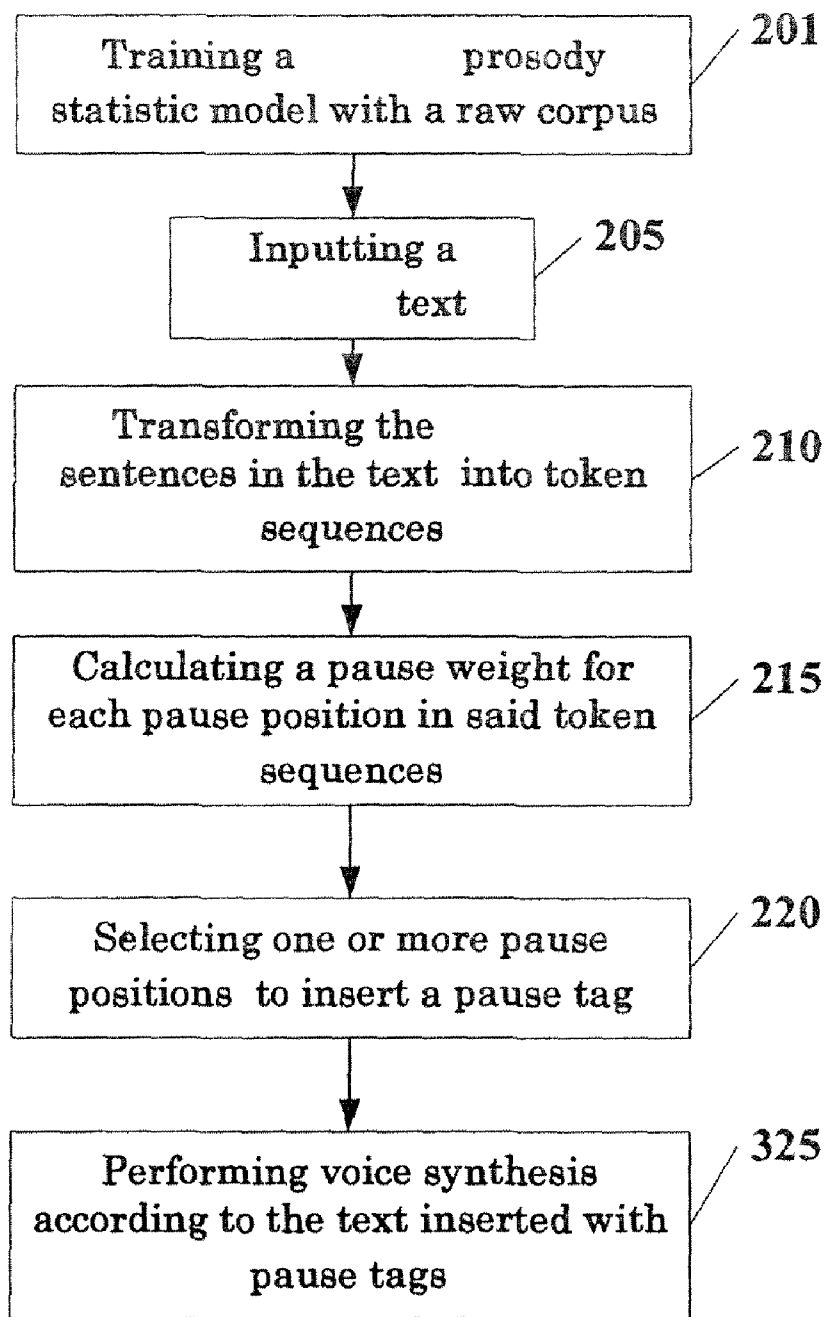 201
Training a prosody
statistic model with a raw corpus
205
Inputting a
text
210
Transforming the
sentences in the text into token
sequences
215
Calculating a pause weight for
each pause position in said token
sequences
220
Selecting one or more pause
positions to insert a pause tag
325
Performing voice synthesis
according to the text inserted with
pause tags